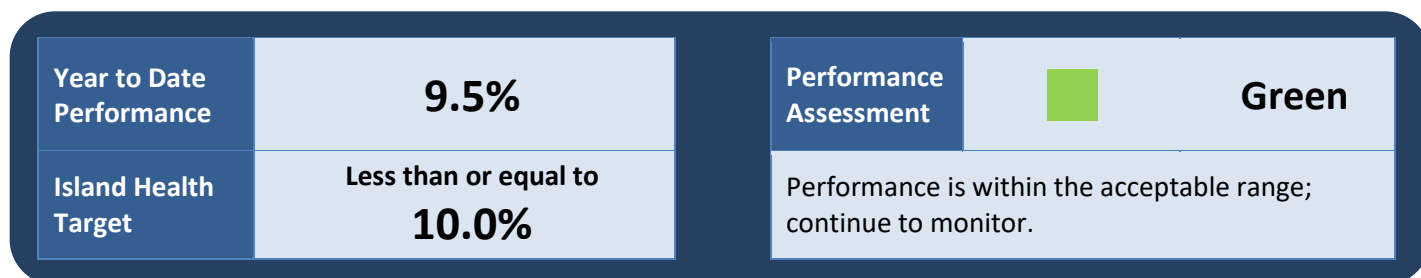 Year to Date
Performance
9.5%
Island Health
Target
Less than or equal to
10.0%
Performance
Assessment
Green
Performance is within the acceptable range;
continue to monitor.